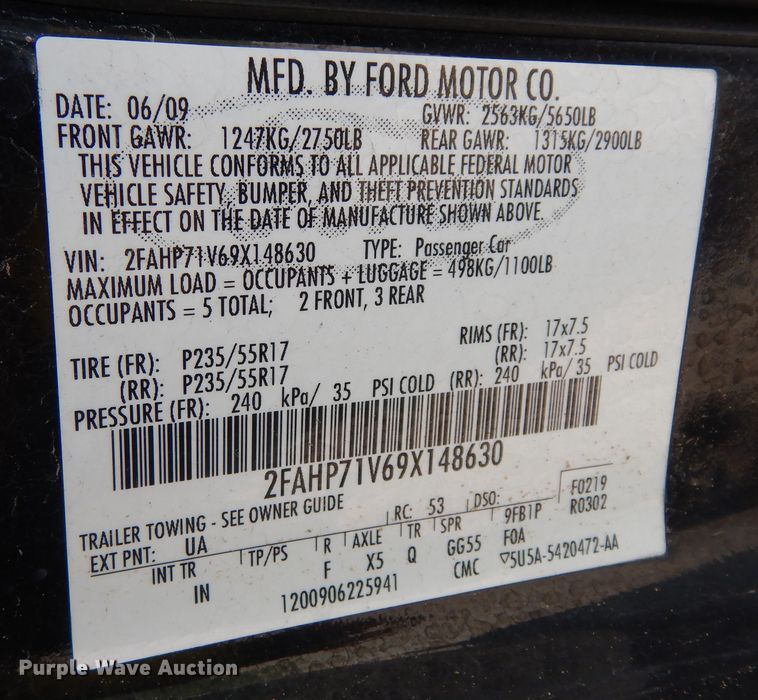 MFD. BY FORD MOTOR CO.
DATE: 06/09 GVWR: 2563KG/5650LB
FRONT GAWR: 1247KG/2750LB REAR GAWR: 1315KG/2900LB
THIS VEHICLE CONFORMS TO ALL APPLICABLE FEDERAL MOTOR
VEHICLE SAFETY, BUMPER, AND THEFT PREVENTION STANDARDS
IN EFFECT ON THE DATE OF MANUFACTURE SHOWN ABOVE.
VIN: 2FAHP71V69X148630 TYPE: Passenger Car
MAXIMUM LOAD = OCCUPANTS + LUGGAGE = 498KG/1100LB
OCCUPANTS = 5 TOTAL; 2 FRONT, 3 REAR
TIRE (FR): P235/55R17 RIMS (FR): 17x7.5
(RR): P235/55R17 (RR): 17x7.5
PRESSURE (FR): 240 kPa/ 35 PSI COLD (RR): 240 kPa/ 35 PSI COLD
2FAHP71V69X148630
TRAILER TOWING - SEE OWNER GUIDE RC: 53 DSO: F0219
EXT PNT: UA R0302
INT TR TP/PS R AXLE TR SPR 9FB1P
IN F X5 Q GG55 F0A
1200906225941 CMC ▽5U5A-5420472-AA
Purple Wave Auction